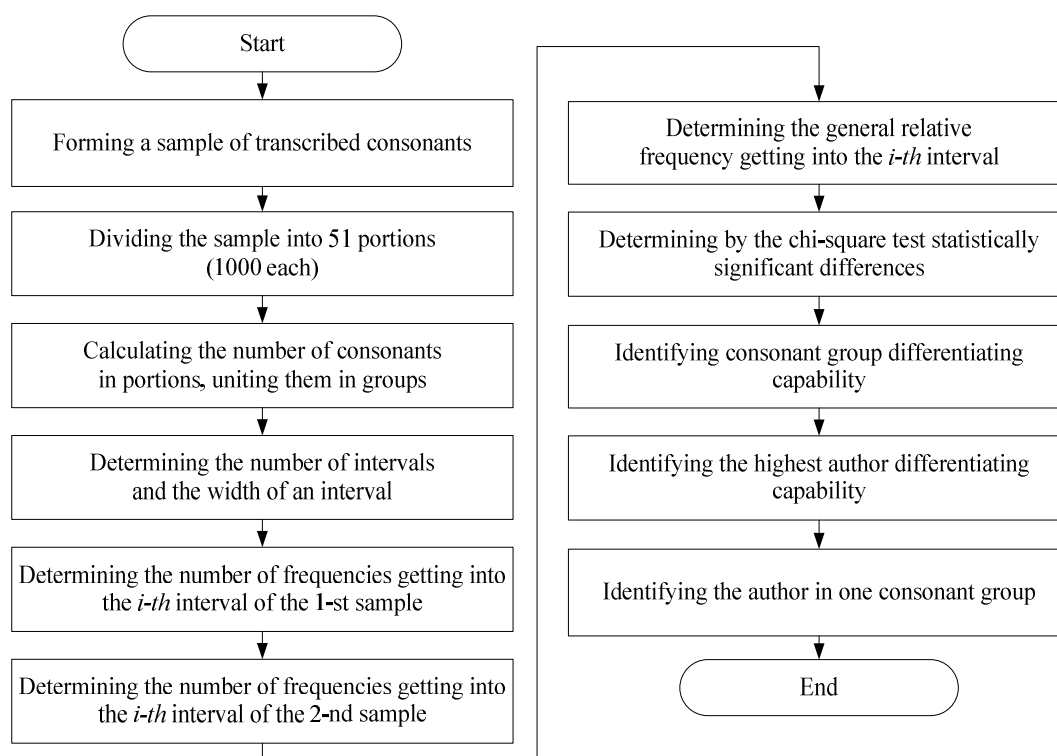 Start
Forming a sample of transcribed consonants
Dividing the sample into 51 portions
(1000 each)
Calculating the number of consonants
in portions, uniting them in groups
Determining the number of intervals
and the width of an interval
Determining the number of frequencies getting into
the i-th interval of the 1-st sample
Determining the number of frequencies getting into
the i-th interval of the 2-nd sample
Determining the general relative
frequency getting into the i-th interval
Determining by the chi-square test statistically
significant differences
Identifying consonant group differentiating
capability
Identifying the highest author differentiating
capability
Identifying the author in one consonant group
End